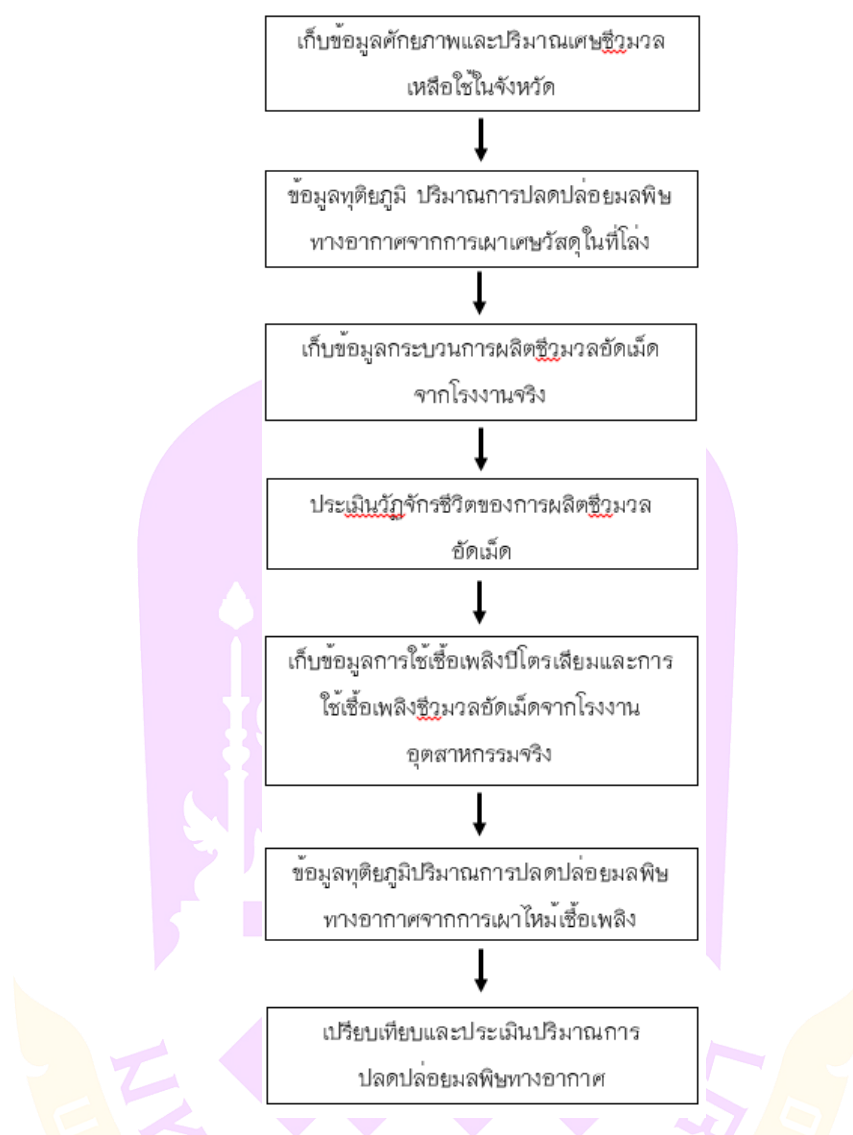 เก็บข้อมูลศักยภาพและปริมาณเศษชีวมวล
เหลือใช้ในจังหวัด
ข้อมูลทุติยภูมิ ปริมาณการปลดปล่อยมลพิษ
ทางอากาศจากการเผาเศษวัสดุในที่โล่ง
เก็บข้อมูลกระบวนการผลิตชีวมวลอัดเม็ด
จากโรงงานจริง
ประเมินวัฏจักรชีวิตของการผลิตชีวมวล
อัดเม็ด
เก็บข้อมูลการใช้เชื้อเพลิงปิโตรเลียมและการ
ใช้เชื้อเพลิงชีวมวลอัดเม็ดจากโรงงาน
อุตสาหกรรมจริง
ข้อมูลทุติยภูมิปริมาณการปลดปล่อยมลพิษ
ทางอากาศจากการเผาไหม้เชื้อเพลิง
เปรียบเทียบและประเมินปริมาณการ
ปลดปล่อยมลพิษทางอากาศ